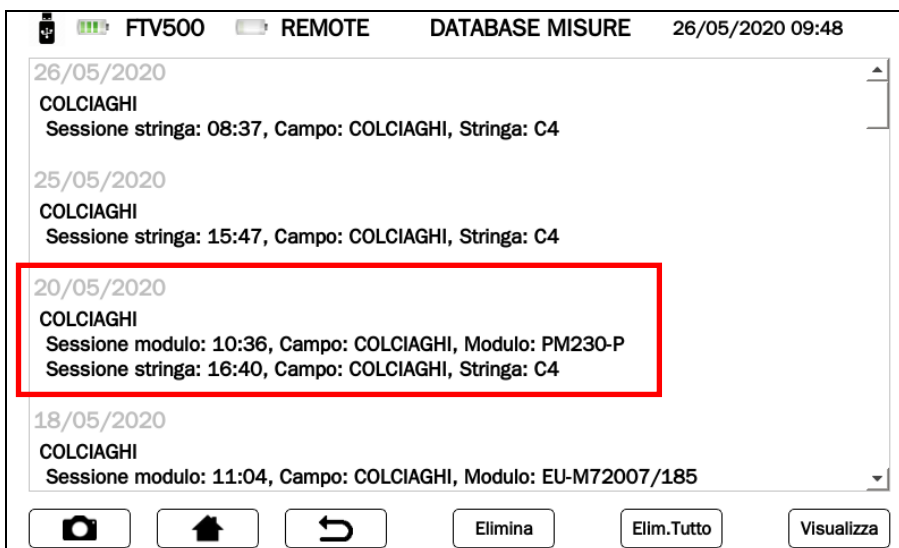 FTV500 REMOTE DATABASE MISURE 26/05/2020 09:48
26/05/2020
COLCIAGHI
Sessione stringa: 08:37, Campo: COLCIAGHI, Stringa: C4
25/05/2020
COLCIAGHI
Sessione stringa: 15:47, Campo: COLCIAGHI, Stringa: C4
20/05/2020
COLCIAGHI
Sessione modulo: 10:36, Campo: COLCIAGHI, Modulo: PM230-P
Sessione stringa: 16:40, Campo: COLCIAGHI, Stringa: C4
18/05/2020
COLCIAGHI
Sessione modulo: 11:04, Campo: COLCIAGHI, Modulo: EU-M72007/185
Elimina Elim.Tutto Visualizza